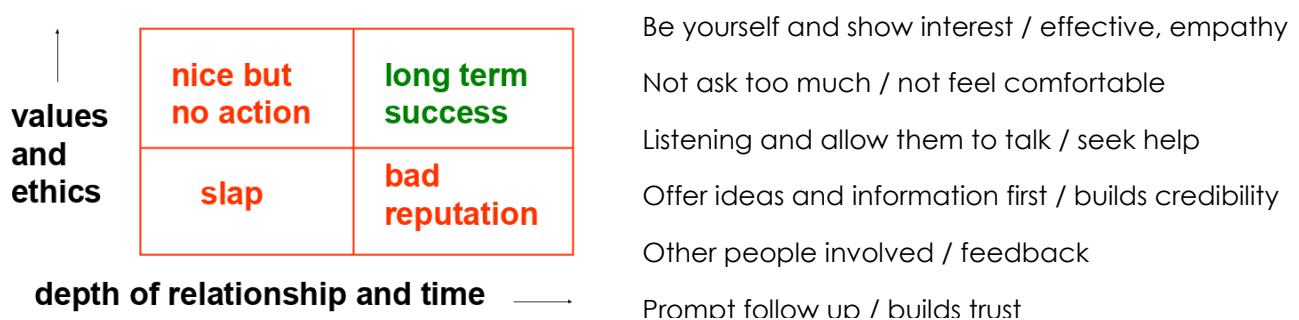 values
and
ethics
nice but
no action
long term
success
slap
bad
reputation
depth of relationship and time
Be yourself and show interest / effective, empathy
Not ask too much / not feel comfortable
Listening and allow them to talk / seek help
Offer ideas and information first / builds credibility
Other people involved / feedback
Prompt follow up / builds trust